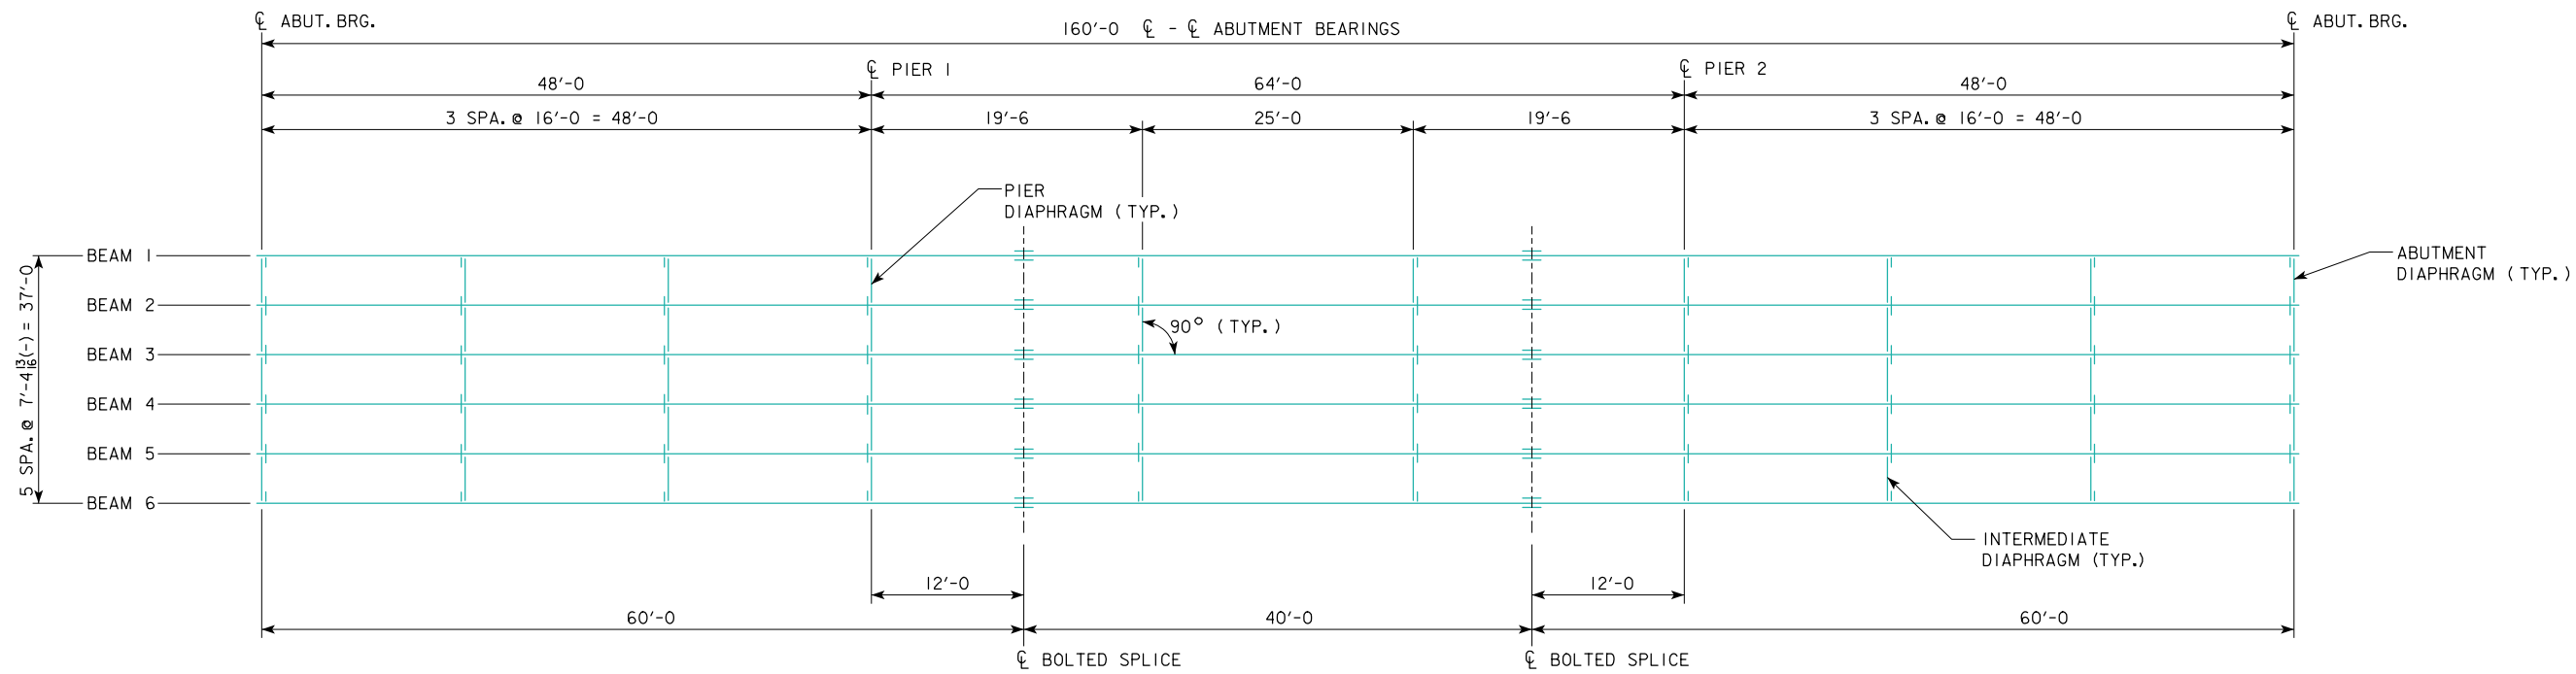 ℄ ABUT. BRG.
160'-0 ℄ - ℄ ABUTMENT BEARINGS
℄ ABUT. BRG.
℄ PIER 1
℄ PIER 2
48'-0
64'-0
48'-0
3 SPA. @ 16'-0 = 48'-0
19'-6
25'-0
19'-6
3 SPA. @ 16'-0 = 48'-0
PIER
DIAPHRAGM (TYP.)
BEAM 1
BEAM 2
BEAM 3
BEAM 4
BEAM 5
BEAM 6
5 SPA. @ 7'-4 13/16(-) = 37'-0
90° (TYP.)
ABUTMENT
DIAPHRAGM (TYP.)
INTERMEDIATE
DIAPHRAGM (TYP.)
12'-0
12'-0
60'-0
40'-0
60'-0
℄ BOLTED SPLICE
℄ BOLTED SPLICE